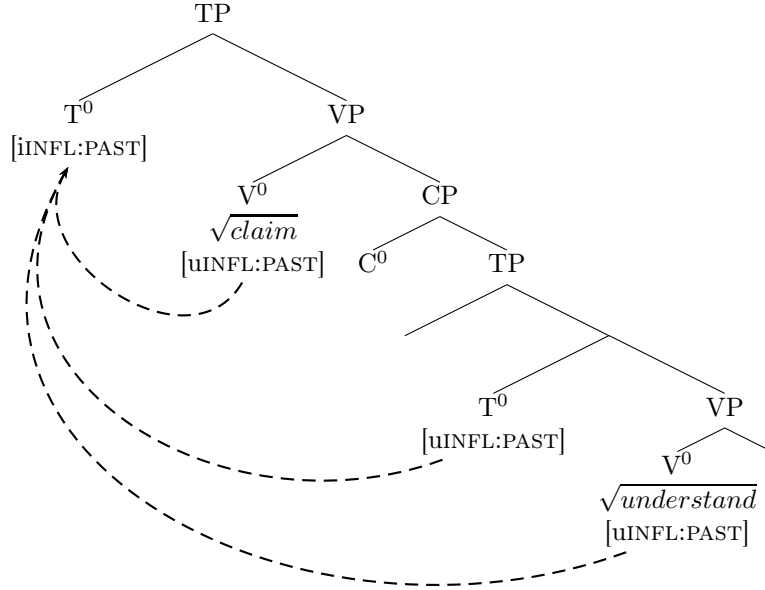 TP
T⁰ VP
[iINFL:PAST]
V⁰ CP
√claim
[uINFL:PAST] C⁰ TP
T⁰ VP
[uINFL:PAST]
V⁰
√understand
[uINFL:PAST]